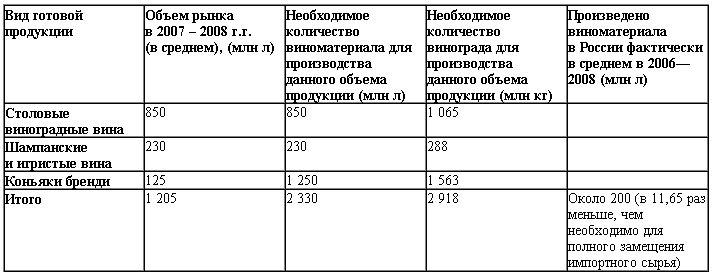 Вид готовой продукции | Объем рынка в 2007 – 2008 г.г. (в среднем), (млн л) | Необходимое количество виноматериала для производства данного объема продукции (млн л) | Необходимое количество винограда для производства данного объема продукции (млн кг) | Произведено виноматериала в России фактически в среднем в 2006—2008 (млн л)
Столовые виноградные вина | 850 | 850 | 1 065 |
Шампанские и игристые вина | 230 | 230 | 288 |
Коньяки бренди | 125 | 1 250 | 1 563 |
Итого | 1 205 | 2 330 | 2 918 | Около 200 (в 11,65 раз меньше, чем необходимо для полного замещения импортного сырья)